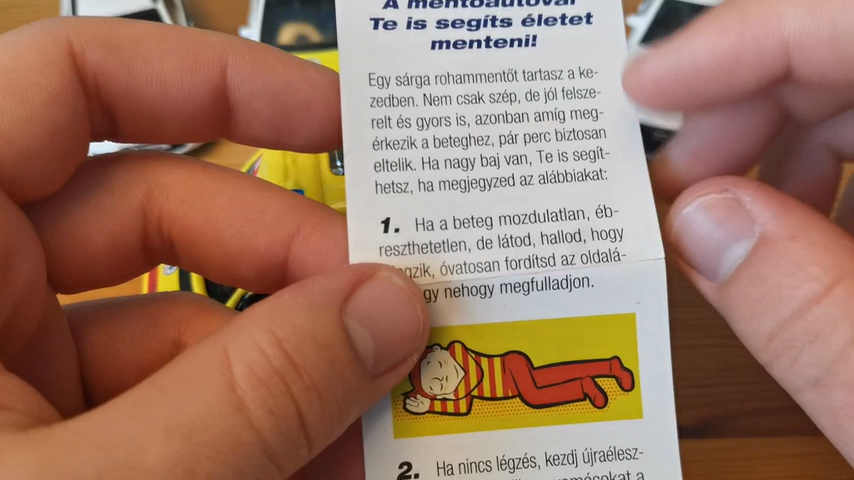 A mentőautóval
Te is segíts életet
menteni!
Egy sárga rohammentőt tartasz a ke-
zedben. Nem csak szép, de jól felsze-
relt és gyors is, azonban amíg meg-
érkezik a beteghez, pár perc biztosan
eltelik. Ha nagy baj van, Te is segít-
hetsz, ha megjegyzed az alábbiakat:
1. Ha a beteg mozdulatlan, éb-
reszthetetlen, de látod, hallod, hogy
óvatosan fordítsd az oldalá-
nehogy megfulladjon.
2. Ha nincs légzés, kezdj újraélesz-